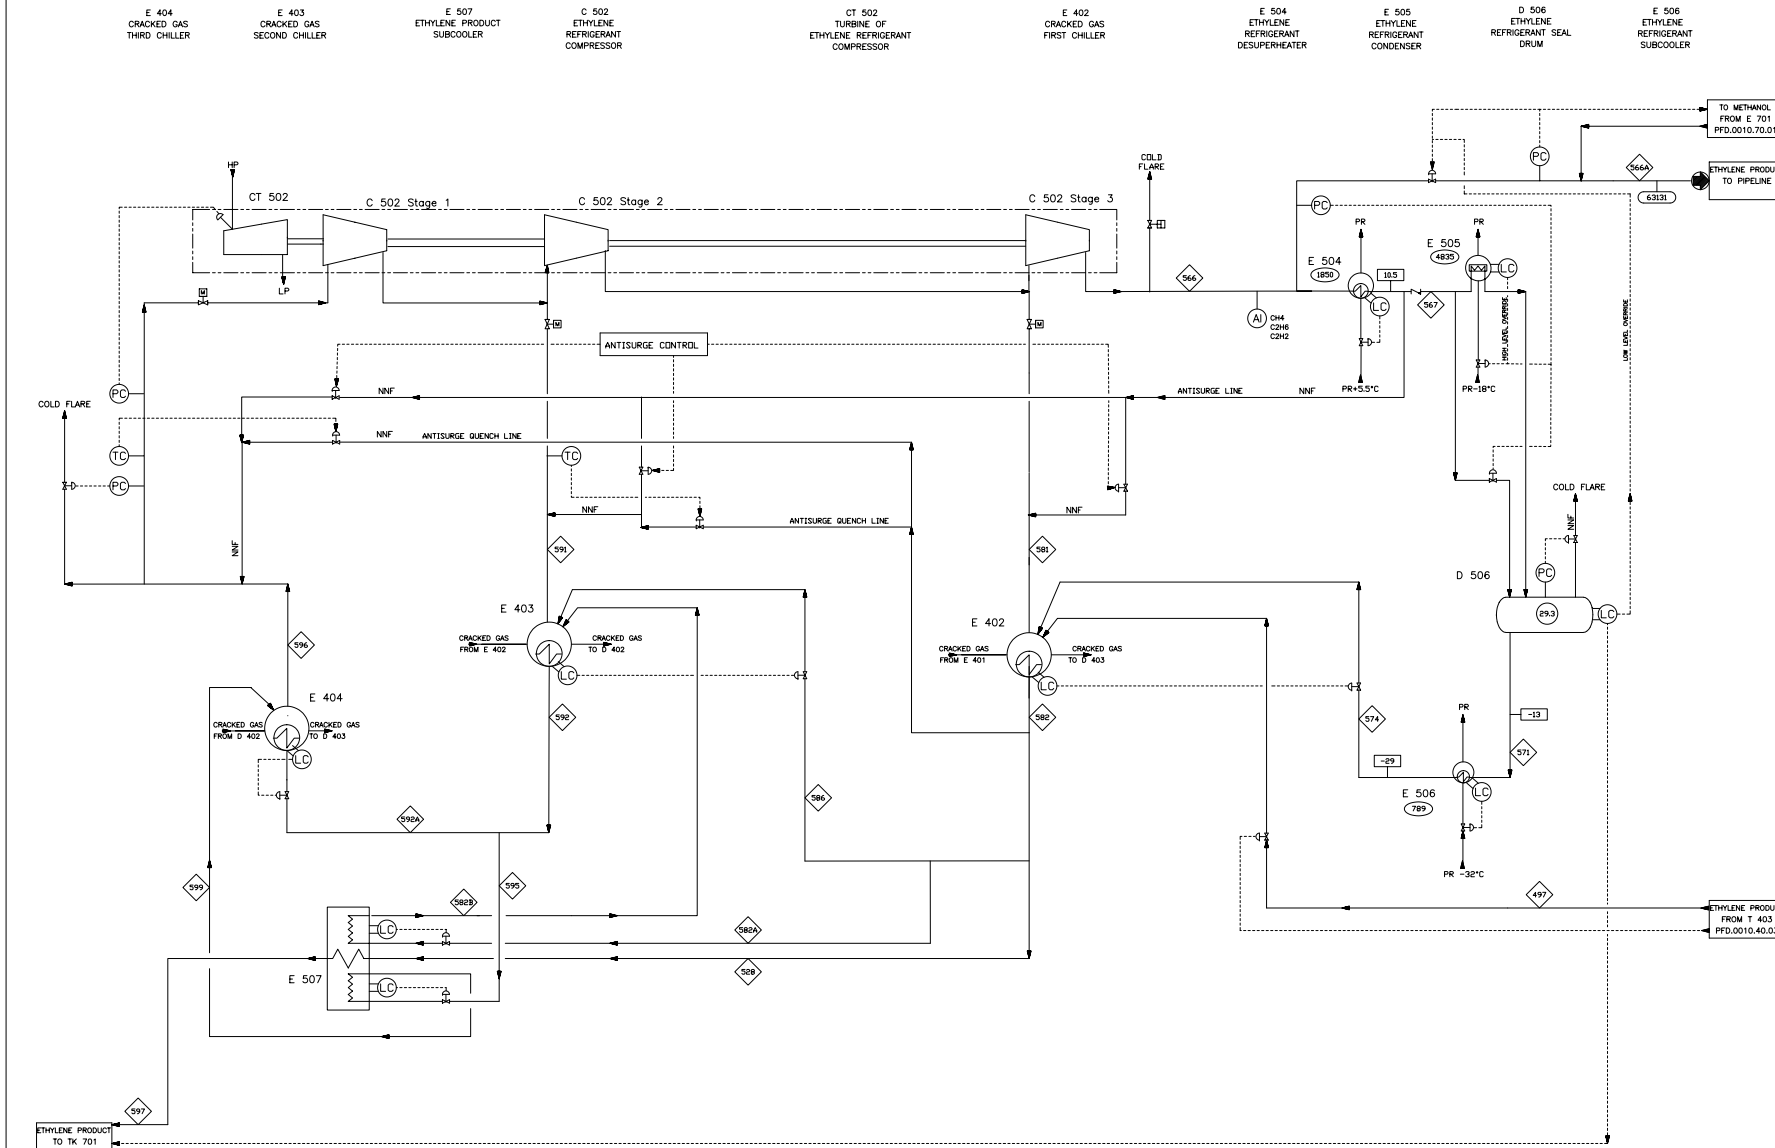 E 404
CRACKED GAS
THIRD CHILLER
E 403
CRACKED GAS
SECOND CHILLER
E 507
ETHYLENE PRODUCT
SUBCOOLER
C 502
ETHYLENE
REFRIGERANT
COMPRESSOR
CT 502
TURBINE OF
ETHYLENE REFRIGERANT
COMPRESSOR
E 402
CRACKED GAS
FIRST CHILLER
E 504
ETHYLENE
REFRIGERANT
DESUPERHEATER
E 505
ETHYLENE
REFRIGERANT
CONDENSER
D 506
ETHYLENE
REFRIGERANT SEAL
DRUM
E 506
ETHYLENE
REFRIGERANT
SUBCOOLER
TO METHANOL
FROM E 701
PFD.0010.70.01
PC
COLD
FLARE
566A
ETHYLENE PRODU
TO PIPELINE
63131
HP
CT 502
C 502 Stage 1
C 502 Stage 2
C 502 Stage 3
PC
PR
PR
E 505
4835
LC
E 504
1850
10.5
LC
566
567
LP
M
M
M
AI
CH4
C2H6
C2H2
HIGH LEVEL OVERRIDE
LOW LEVEL OVERRIDE
ANTISURGE CONTROL
PR+5.5°C
PR-18°C
PC
NNF
ANTISURGE LINE
NNF
COLD FLARE
NNF
ANTISURGE QUENCH LINE
TC
TC
PC
COLD FLARE
NNF
NNF
NNF
ANTISURGE QUENCH LINE
NNF
591
581
PC
D 506
29.3
LC
E 403
E 402
CRACKED GAS
FROM E 402
CRACKED GAS
TO D 402
LC
CRACKED GAS
FROM E 401
CRACKED GAS
TO D 403
LC
596
E 404
CRACKED GAS
FROM D 402
CRACKED GAS
TO D 403
LC
592
582
574
PR
-13
571
-29
E 506
789
LC
592A
586
PR -32°C
599
595
497
582B
582A
LC
ETHYLENE PRODU
FROM T 403
PFD.0010.40.03
528
E 507
LC
597
ETHYLENE PRODUCT
TO TK 701